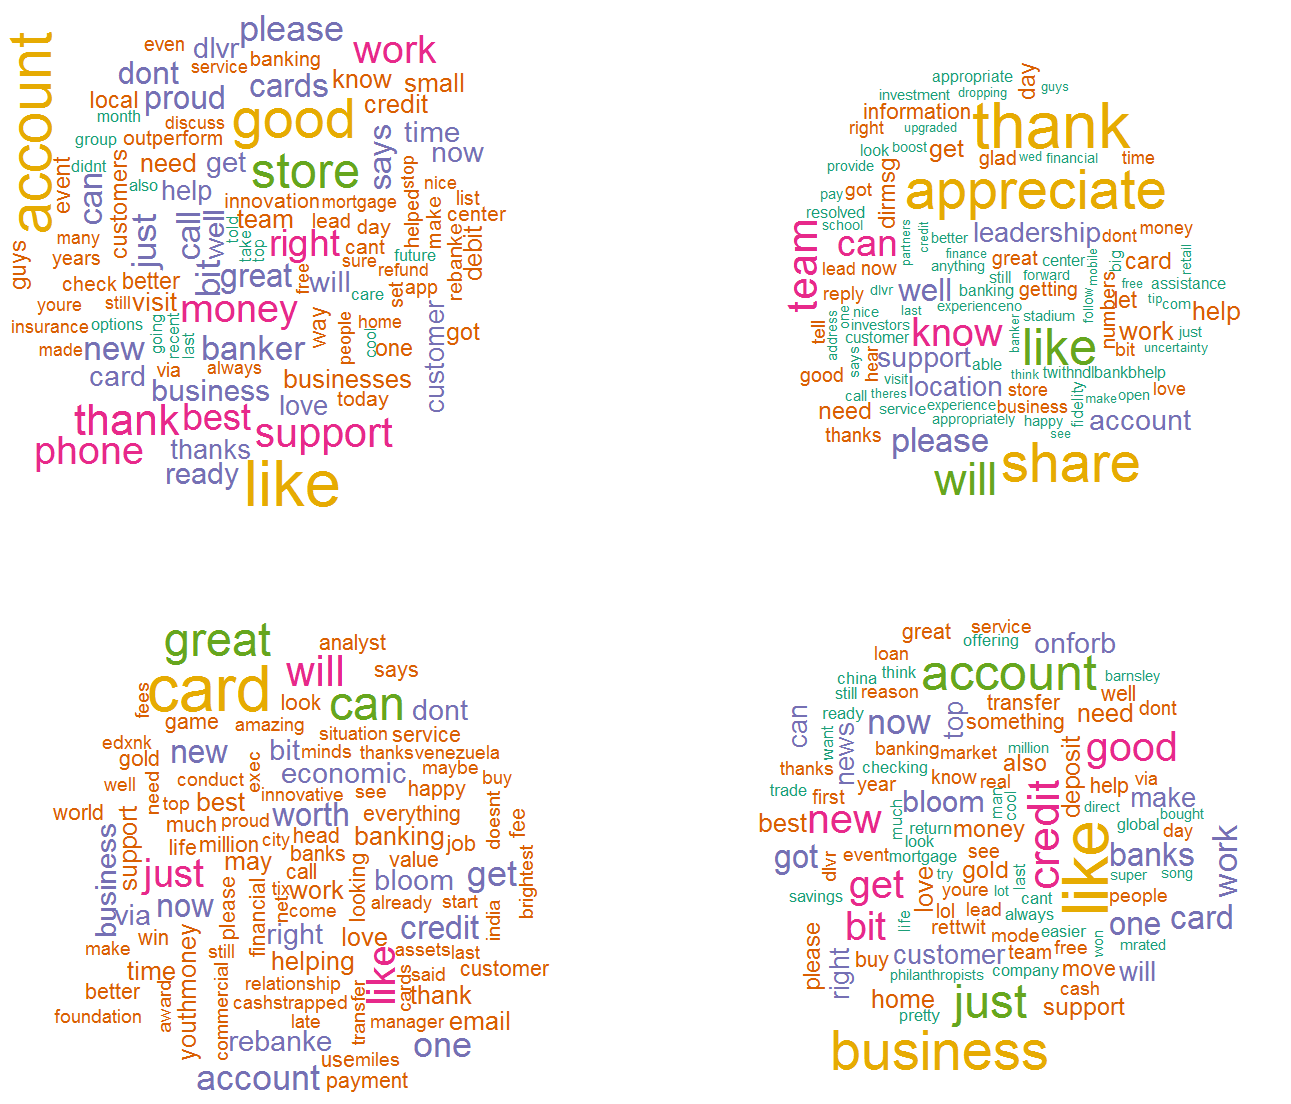 please
even dlvr work
account service banking
dont cards know small
local proud credit
month discuss good says time
group outperform now
didnt need get store
event can customers also help stop nice
innovation mortgage helped make list
just call well told team lead day center
guys many bit take top right cant future rebanke debit
years great free sure refund
check better will care set app
youre still visit money way customer
insurance options going recent last people home cool got
made new banker one
card via always businesses
business love today
thank best support
phone thanks
ready like
appropriate day guys
investment dropping
information thank
right upgraded
look boost get glad wed financial time
provide dirmsg
pay got appreciate
resolved
school partners credit leadership dont money
team can better finance great center mobile big card retail
lead now anything still forward free
reply dlvr well banking getting follow numbers let assistance
tell address one nice last experienceno stadium tip com help
investors know banker like work just
customer says hear support able bit uncertainty
good visit location think twithndlbankbhelp
call theres store fidelity make open love
need service experience business account
thanks appropriately happy
please see
will share
great analyst
will says
fees card look can dont
game amazing situation service
edxnk new bit minds thanks venezuela
gold exec economic maybe buy
well need conduct innovative see happy
world top best worth everything doesnt fee
support much proud city head banking job
life million banks value
business just may call looking bloom get brightest
via now please financial netix work already start india
make win come credit
still right love assets last
time helping like said customer
better youthmoney commercial relationship cards thank
foundation award cashstrapped transfer
late manager email
rebanke one
account use miles
payment
great service
offering onforb
loan account
china think barnsley
still reason well
can ready now top transfer need dont
want news something
banking market million good
thanks checking also deposit
trade year know real credit help via
first bloom man cool direct make
best new much return money like bought
look global day
got dlvr event mortgage see banks work
get love try gold last super song
savings youre lot cant people
bit life lol lead always one card
rettwit mode easier won mrated
please right buy customer team free
philanthropists company move will
home cash
pretty just support
business